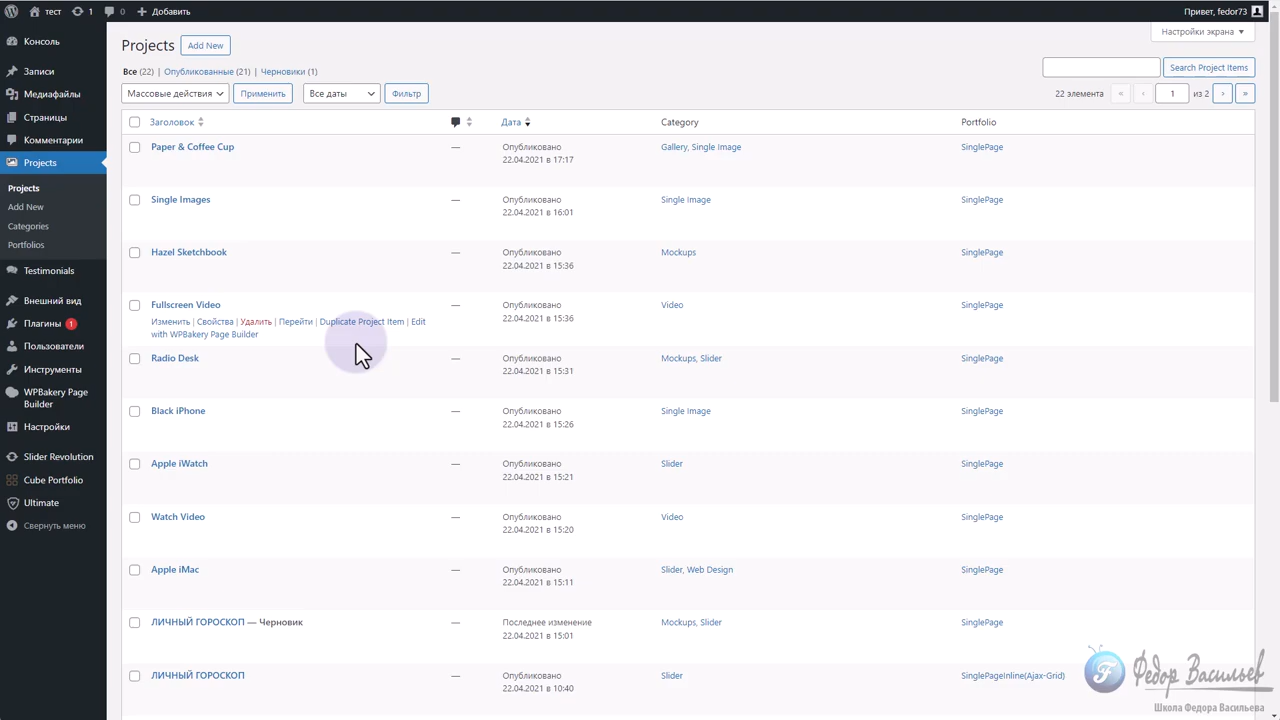 тест 1 0 Добавить Привет, fedor73
Консоль
Записи
Медиафайлы
Страницы
Комментарии
Projects
Projects
Add New
Categories
Portfolios
Testimonials
Внешний вид
Плагины 1
Пользователи
Инструменты
WPBakery Page
Builder
Настройки
Slider Revolution
Cube Portfolio
Ultimate
Свернуть меню
Настройки экрана
Projects Add New
Все (22) | Опубликованные (21) | Черновики (1)
Search Project Items
Массовые действия Применить Все даты Фильтр
22 элемента « ‹ 1 из 2 › »
Заголовок Дата Category Portfolio
Paper & Coffee Cup — Опубликовано Gallery, Single Image SinglePage
22.04.2021 в 17:17
Single Images — Опубликовано Single Image SinglePage
22.04.2021 в 16:01
Hazel Sketchbook — Опубликовано Mockups SinglePage
22.04.2021 в 15:36
Fullscreen Video — Опубликовано Video SinglePage
22.04.2021 в 15:36
Изменить | Свойства | Удалить | Перейти | Duplicate Project Item | Edit
with WPBakery Page Builder
Radio Desk — Опубликовано Mockups, Slider SinglePage
22.04.2021 в 15:31
Black iPhone — Опубликовано Single Image SinglePage
22.04.2021 в 15:26
Apple iWatch — Опубликовано Slider SinglePage
22.04.2021 в 15:21
Watch Video — Опубликовано Video SinglePage
22.04.2021 в 15:20
Apple iMac — Опубликовано Slider, Web Design SinglePage
22.04.2021 в 15:11
ЛИЧНЫЙ ГОРОСКОП — Черновик — Последнее изменение Mockups, Slider SinglePage
22.04.2021 в 15:01
ЛИЧНЫЙ ГОРОСКОП — Опубликовано Slider SinglePageInline(Ajax-Grid)
22.04.2021 в 10:40
Федор Васильев
Школа Федора Васильева